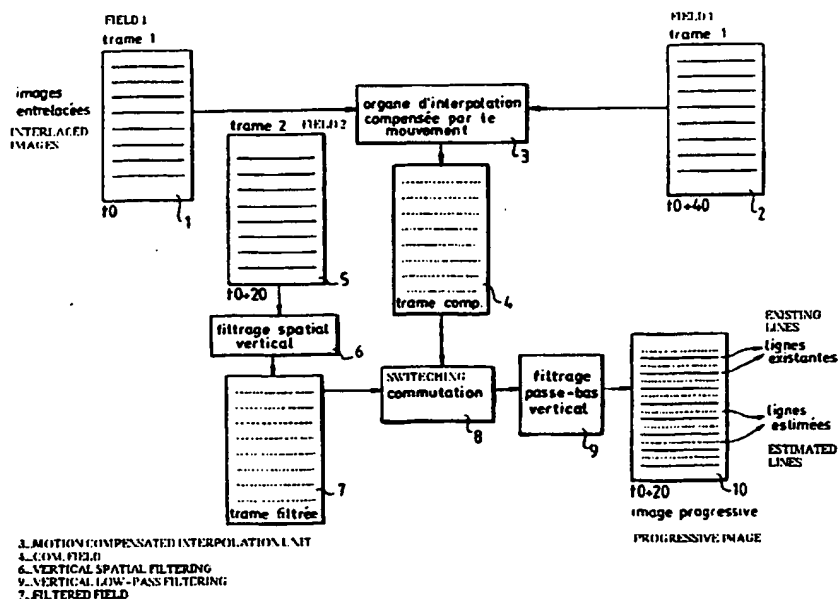 FIELD 1
trame 1
images
entrelacées
INTERLACED
IMAGES
t0
1
FIELD 1
trame 1
t0+40
2
organe d'interpolation
compensée par le
mouvement
3
trame 2 FIELD 2
t0+20
5
trame comp.
4
filtrage spatial
vertical
6
trame filtrée
7
SWITECHING
commutation
8
filtrage
passe-bas
vertical
9
EXISTING
LINES
lignes
existantes
lignes
estimées
ESTIMATED
LINES
t0+20
10
image progressive
PROGRESSIVE IMAGE
3...MOTION COMPENSATED INTERPOLATION UNIT
4...COM. FIELD
6...VERTICAL SPATIAL FILTERING
9...VERTICAL LOW-PASS FILTERING
7...FILTERED FIELD